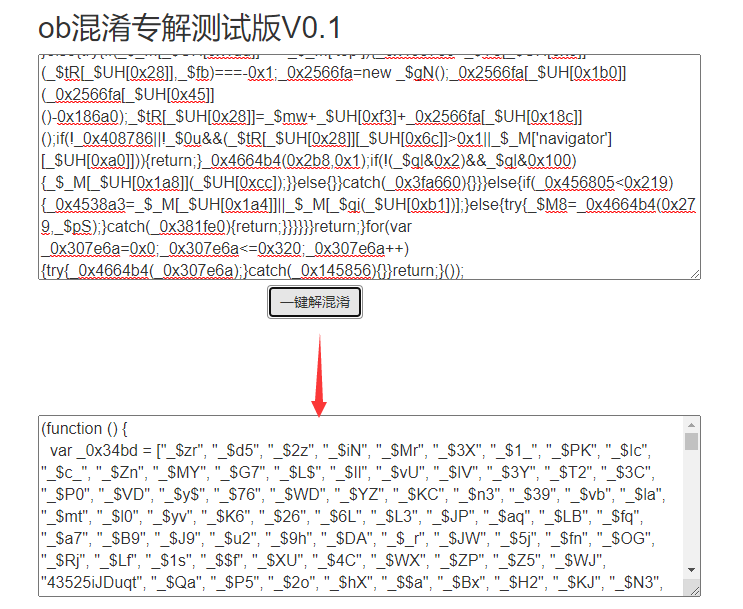 ob混淆专解测试版V0.1
(_$tR[_$UH[0x28]],_$fb)===-0x1;_0x2566fa=new _$gN();_0x2566fa[_$UH[0x1b0]]
(_0x2566fa[_$UH[0x45]]
()-0x186a0);_$tR[_$UH[0x28]]=_$mw+_$UH[0xf3]+_0x2566fa[_$UH[0x18c]]
();if(!_0x408786||!_$0u&&(_$tR[_$UH[0x28]][_$UH[0x6c]]>0x1||_$_M['navigator']
[_$UH[0xa0]])){return;}_0x4664b4(0x2b8,0x1);if(!(_$ql&0x2)&&_$ql&0x100)
{_$_M[_$UH[0x1a8]](_$UH[0xcc]);}}else{}}catch(_0x3fa660){}}}else{if(_0x456805<0x219)
{_0x4538a3=_$_M[_$UH[0x1a4]]||_$_M[_$qi(_$UH[0xb1])];}else{try{_$M8=_0x4664b4(0x27
9,_$pS);}catch(_0x381fe0){return;}}}}}}return;}for(var
_0x307e6a=0x0;_0x307e6a<=0x320;_0x307e6a++)
{try{_0x4664b4(_0x307e6a);}catch(_0x145856){}}return;}());
一键解混淆
(function () {
var _0x34bd = ["_$zr", "_$d5", "_$2z", "_$iN", "_$Mr", "_$3X", "_$1_", "_$PK", "_$Ic",
"_$c_", "_$Zn", "_$MY", "_$G7", "_$L$", "_$Il", "_$vU", "_$IV", "_$3Y", "_$T2", "_$3C",
"_$P0", "_$VD", "_$y$", "_$76", "_$WD", "_$YZ", "_$KC", "_$n3", "_$39", "_$vb", "_$la",
"_$mt", "_$l0", "_$yv", "_$K6", "_$26", "_$6L", "_$L3", "_$JP", "_$aq", "_$LB", "_$fq",
"_$a7", "_$B9", "_$J9", "_$u2", "_$9h", "_$DA", "_$_r", "_$JW", "_$5j", "_$fn", "_$OG",
"_$Rj", "_$Lf", "_$1s", "_$$f", "_$XU", "_$4C", "_$WX", "_$ZP", "_$Z5", "_$WJ",
"43525iJDuqt", "_$Qa", "_$P5", "_$2o", "_$hX", "_$$a", "_$Bx", "_$H2", "_$KJ", "_$N3",